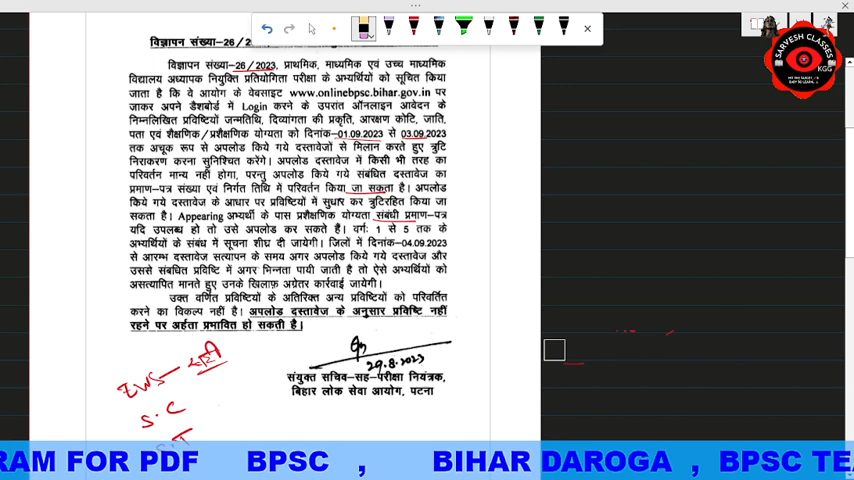 विज्ञापन संख्या-26/2
विज्ञापन संख्या-26/2023, प्राथमिक, माध्यमिक एवं उच्च माध्यमिक
विद्यालय अध्यापक नियुक्ति प्रतियोगिता परीक्षा के अभ्यर्थियों को सूचित किया
जाता है कि वे आयोग के वेबसाइट www.onlinebpsc.bihar.gov.in पर
जाकर अपने डैशबोर्ड में Login करने के उपरांत ऑनलाइन आवेदन के
निम्नलिखित प्रविष्टियों जन्मतिथि, दिव्यांगता की प्रकृति, आरक्षण कोटि, जाति,
पता एवं शैक्षणिक/प्रशैक्षणिक योग्यता को दिनांक-01.09.2023 से 03.09.2023
तक अचूक रूप से अपलोड किये गये दस्तावेजों से मिलान करते हुए त्रुटि
निराकरण करना सुनिश्चित करेंगे। अपलोड दस्तावेज में किसी भी तरह का
परिवर्तन मान्य नहीं होगा, परन्तु अपलोड किये गये संबंधित दस्तावेज का
प्रमाण-पत्र संख्या एवं निर्गत तिथि में परिवर्तन किया जा सकता है। अपलोड
किये गये दस्तावेज के आधार पर प्रविष्टियों में सुधार कर त्रुटिरहित किया जा
सकता है। Appearing अभ्यर्थी के पास प्रशैक्षणिक योग्यता संबंधी प्रमाण-पत्र
यदि उपलब्ध हो तो उसे अपलोड कर सकते हैं। वर्गः 1 से 5 तक के
अभ्यर्थियों के संबंध में सूचना शीघ्र दी जायेगी। जिलों में दिनांक-04.09.2023
से आरम्भ दस्तावेज सत्यापन के समय अगर अपलोड किये गये दस्तावेज और
उससे संबधित प्रविष्टि में अगर भिन्नता पायी जाती है तो ऐसे अभ्यर्थियों को
असत्यापित मानते हुए उनके खिलाफ अग्रेतर कार्रवाई जायेगी।
उक्त वर्णित प्रविष्टियों के अतिरिक्त अन्य प्रविष्टियों को परिवर्तित
करने का विकल्प नहीं है। अपलोड दस्तावेज के अनुसार प्रविष्टि नहीं
रहने पर अर्हता प्रभावित हो सकती है।
29.8.2023
संयुक्त सचिव-सह-परीक्षा नियंत्रक,
बिहार लोक सेवा आयोग, पटना
EWS
S.C
S.T
SARVESH CLASSES
KGG
RAM FOR PDF BPSC , BIHAR DAROGA , BPSC TE